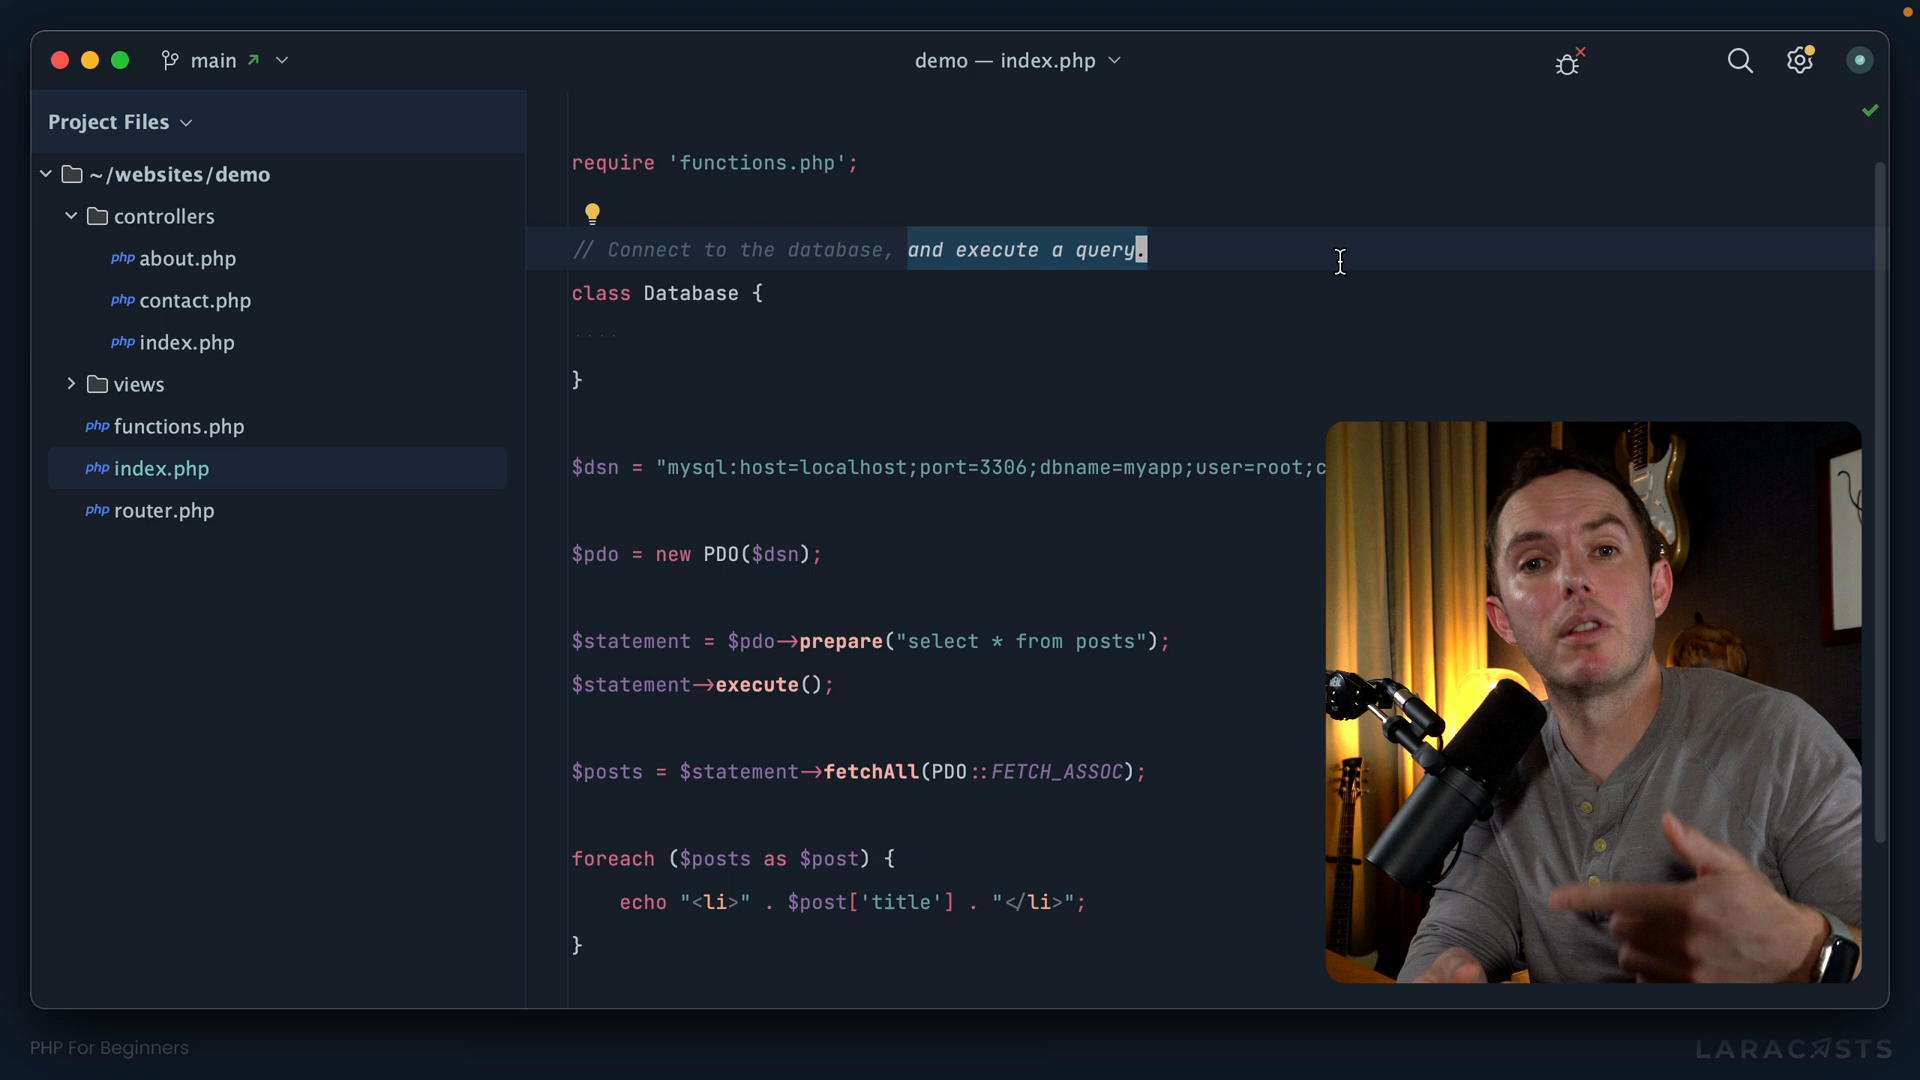 main
demo — index.php
Project Files
~/websites/demo
controllers
php about.php
php contact.php
php index.php
views
php functions.php
php index.php
php router.php
require 'functions.php';
// Connect to the database, and execute a query.
class Database {
}
$dsn = "mysql:host=localhost;port=3306;dbname=myapp;user=root;c
$pdo = new PDO($dsn);
$statement = $pdo->prepare("select * from posts");
$statement->execute();
$posts = $statement->fetchAll(PDO::FETCH_ASSOC);
foreach ($posts as $post) {
echo "<li>" . $post['title'] . "</li>";
}
PHP For Beginners
LARACASTS